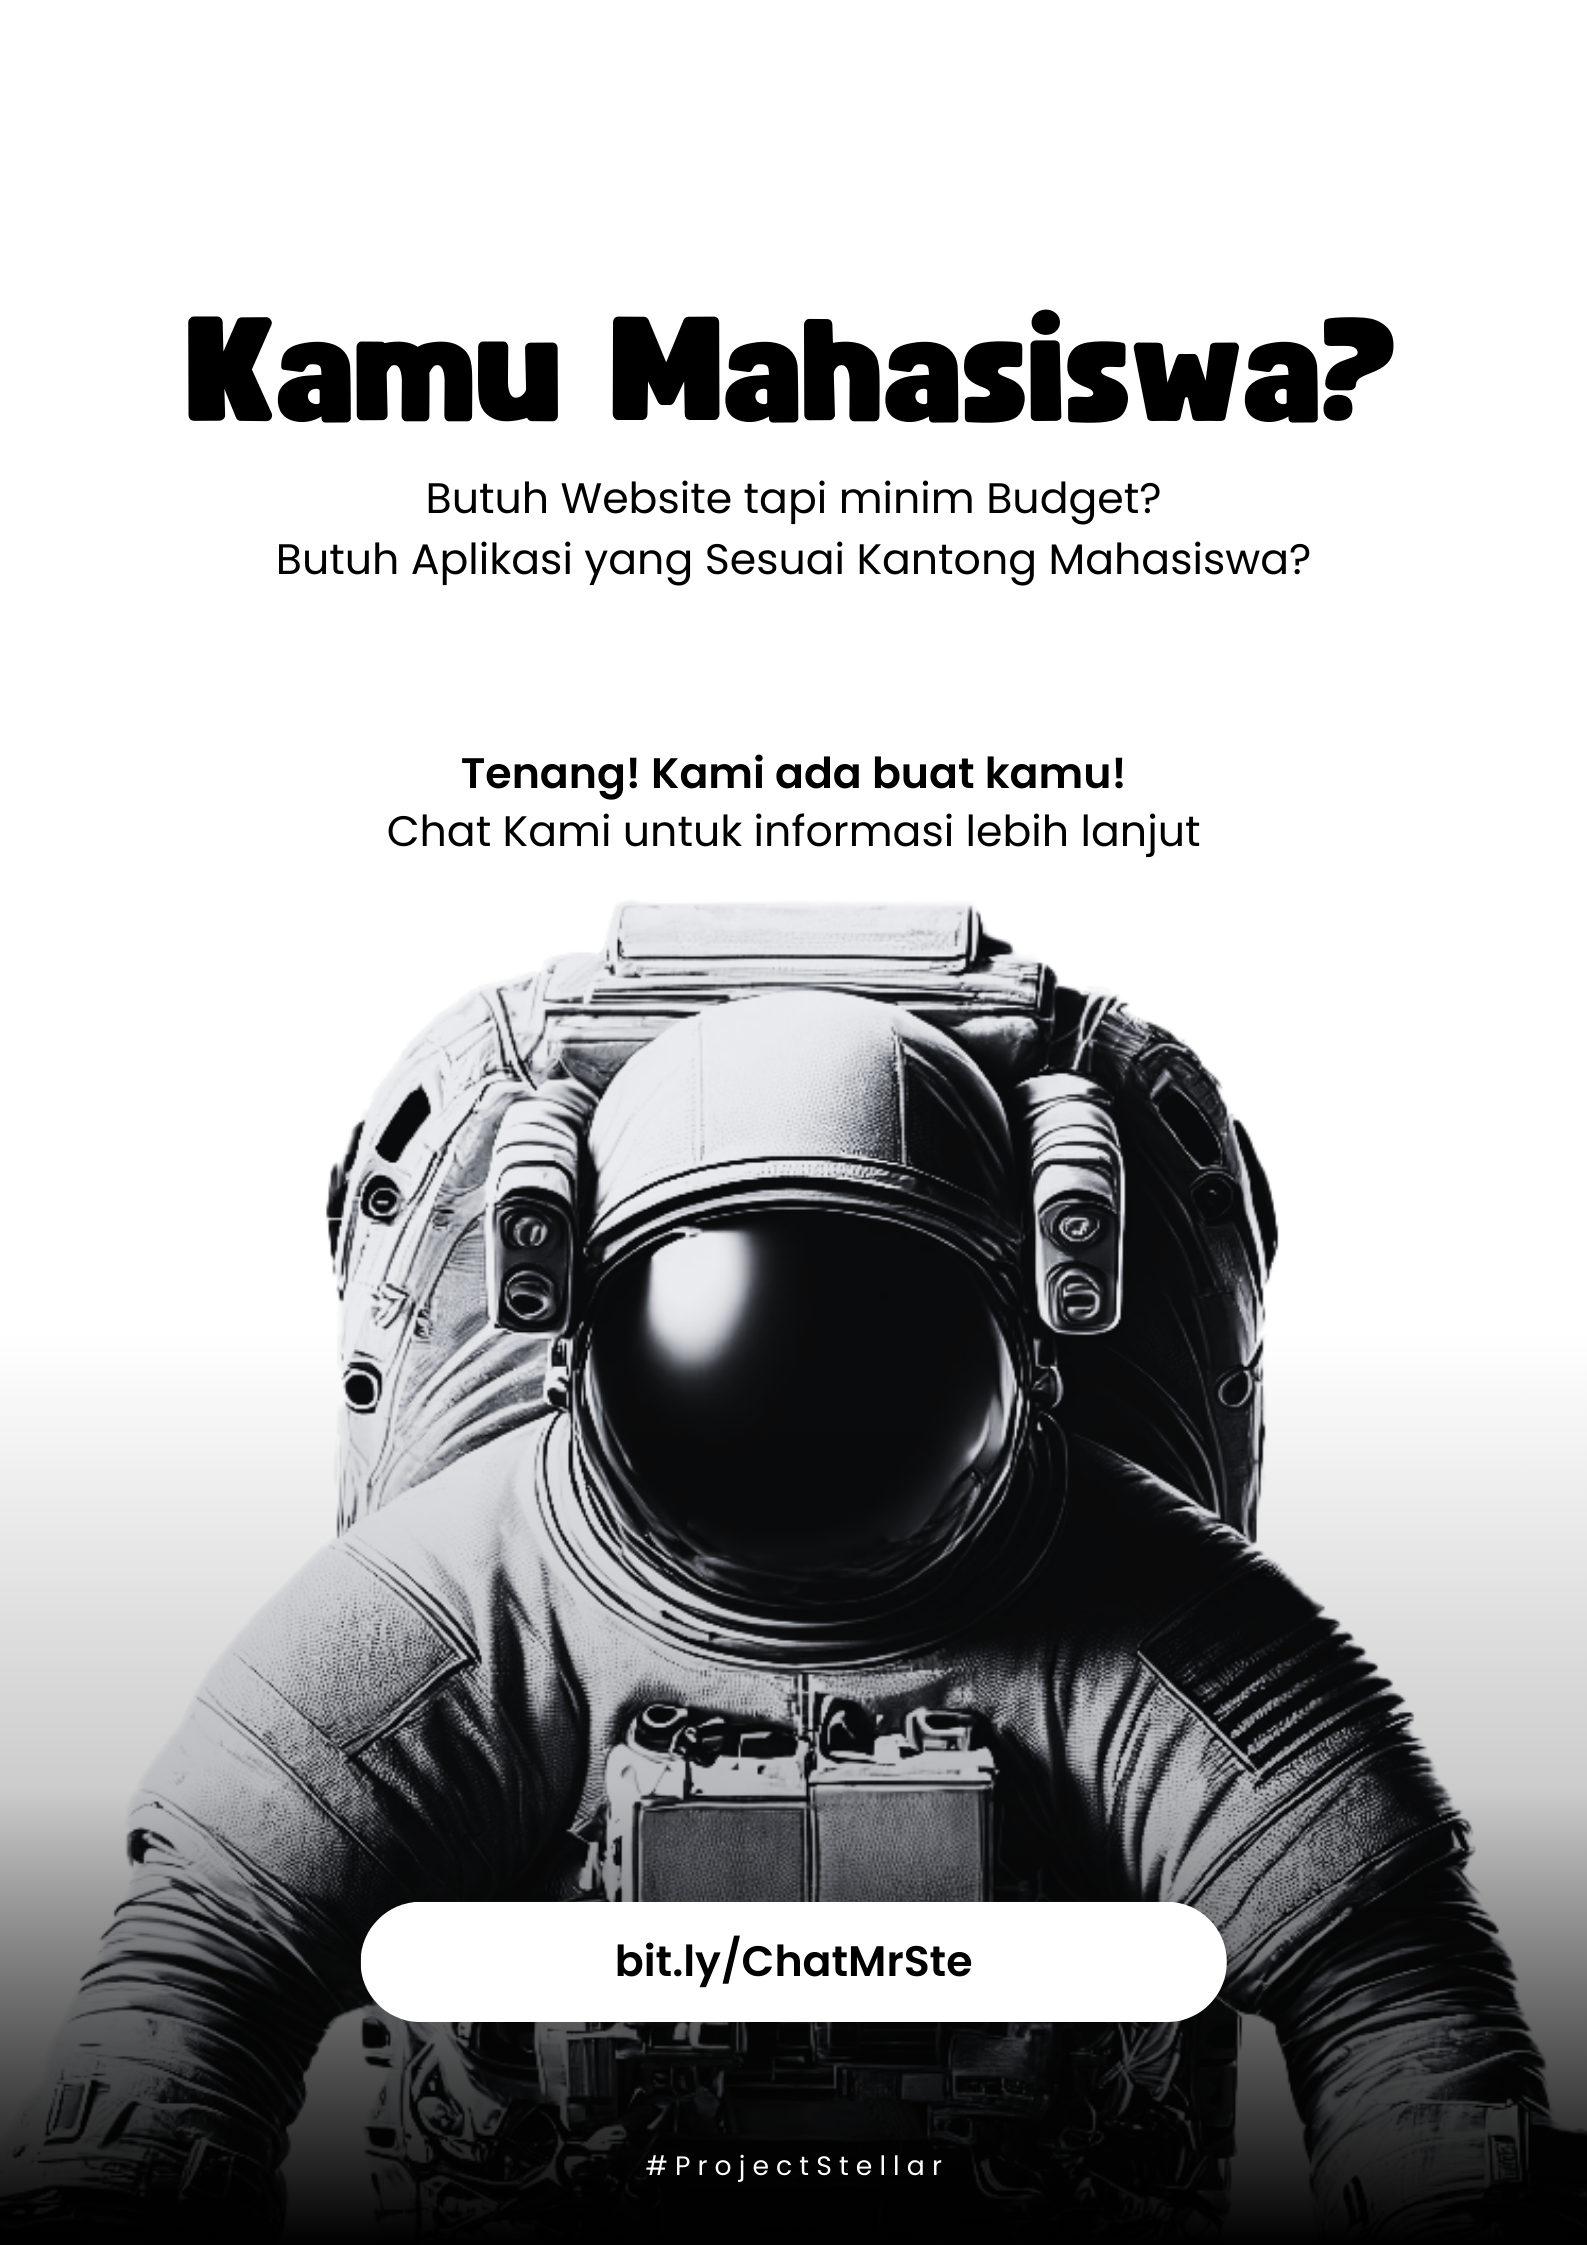 Kamu Mahasiswa?
Butuh Website tapi minim Budget?
Butuh Aplikasi yang Sesuai Kantong Mahasiswa?
Tenang! Kami ada buat kamu!
Chat Kami untuk informasi lebih lanjut
bit.ly/ChatMrSte
#ProjectStellar